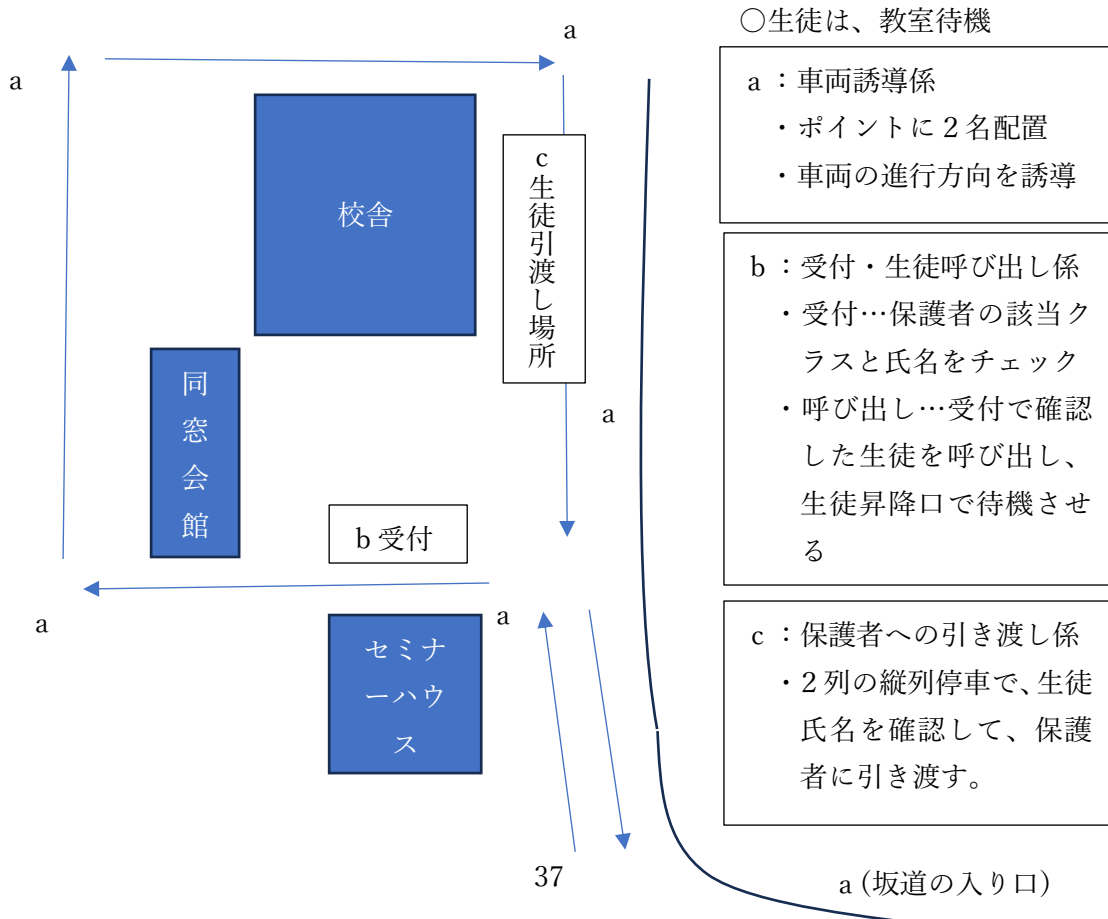 ○生徒は、教室待機
a
a
a：車両誘導係
・ポイントに２名配置
・車両の進行方向を誘導
校舎
c生徒引渡し場所
b：受付・生徒呼び出し係
・受付…保護者の該当ク
ラスと氏名をチェック
・呼び出し…受付で確認
した生徒を呼び出し、
生徒昇降口で待機させ
る
同窓会館
a
b 受付
a
a
セミナ
ーハウ
ス
c：保護者への引き渡し係
・２列の縦列停車で、生徒
氏名を確認して、保護
者に引き渡す。
37
a (坂道の入り口)